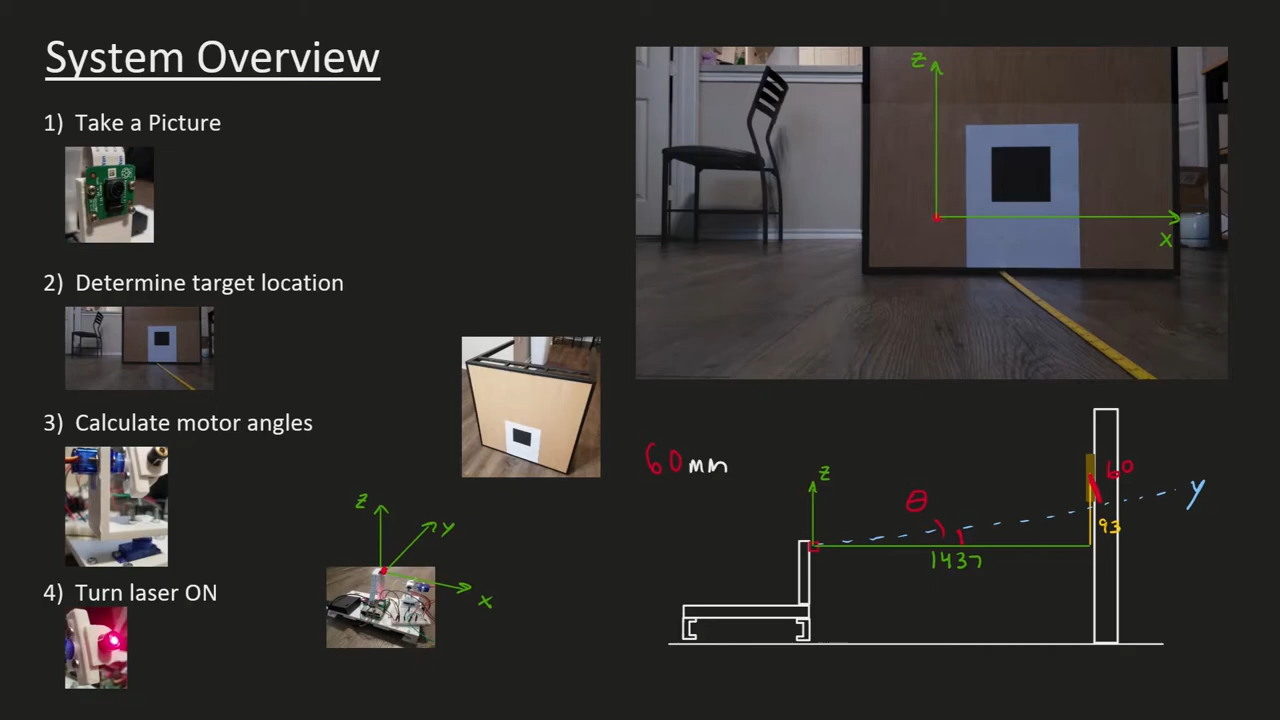 System Overview
1) Take a Picture
2) Determine target location
3) Calculate motor angles
4) Turn laser ON
z
y
x
z
x
60mm
z
θ
60
y
93
1437